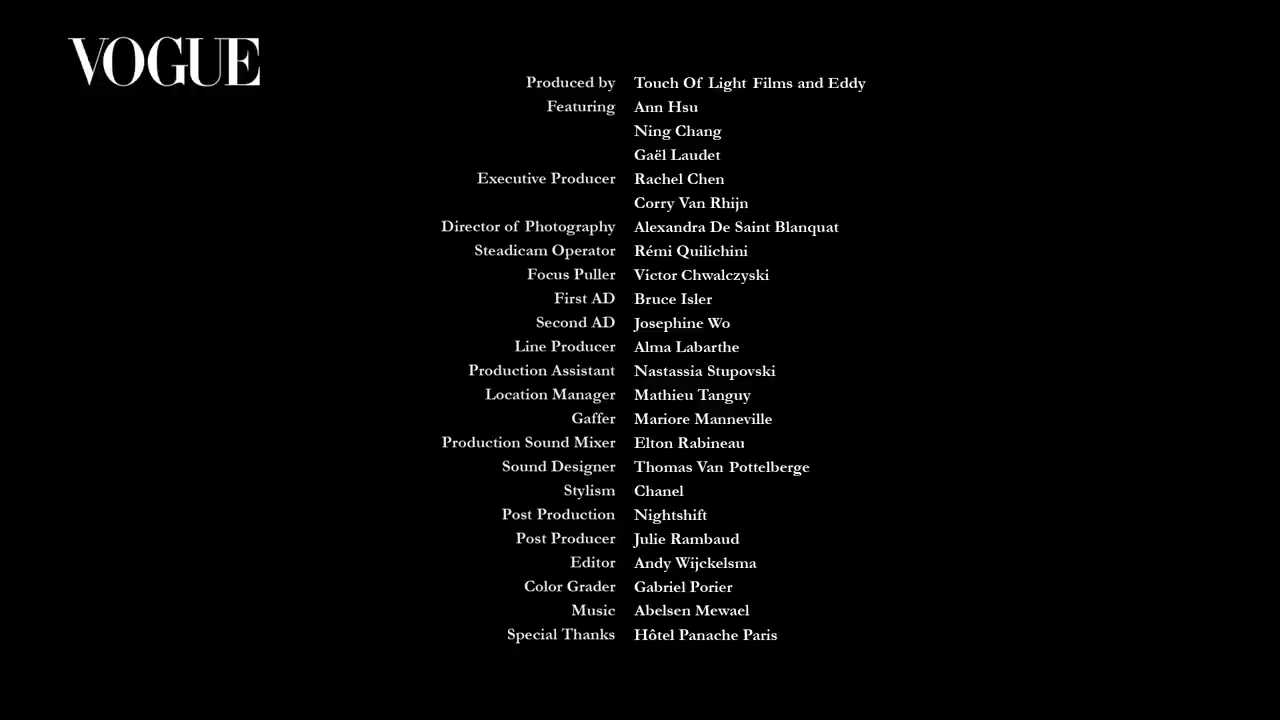 VOGUE
Produced by Touch Of Light Films and Eddy
Featuring Ann Hsu
Ning Chang
Gaël Laudet
Executive Producer Rachel Chen
Corry Van Rhijn
Director of Photography Alexandra De Saint Blanquat
Steadicam Operator Rémi Quilichini
Focus Puller Victor Chwalczyski
First AD Bruce Isler
Second AD Josephine Wo
Line Producer Alma Labarthe
Production Assistant Nastassia Stupovski
Location Manager Mathieu Tanguy
Gaffer Mariore Manneville
Production Sound Mixer Elton Rabineau
Sound Designer Thomas Van Pottelberge
Stylism Chanel
Post Production Nightshift
Post Producer Julie Rambaud
Editor Andy Wijckelsma
Color Grader Gabriel Porier
Music Abelsen Mewael
Special Thanks Hôtel Panache Paris